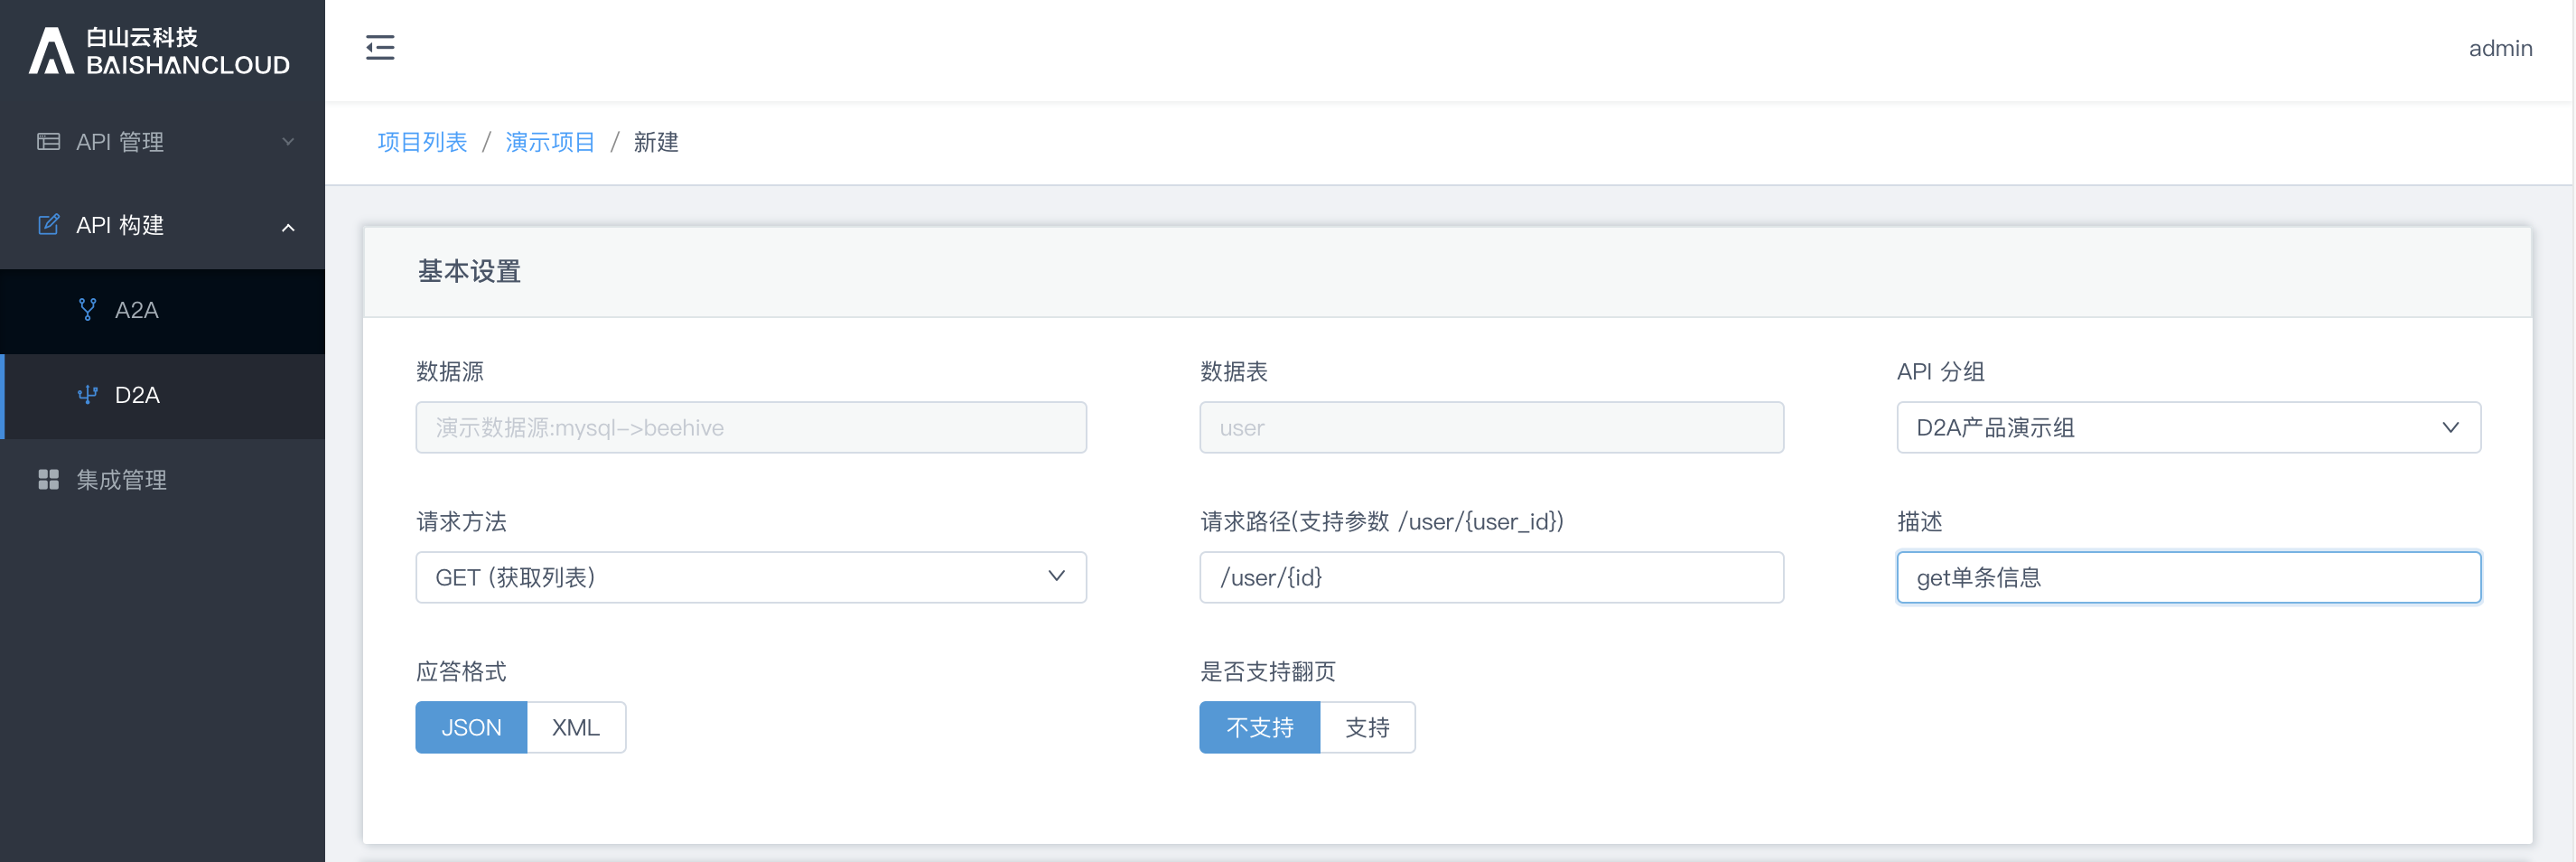 白山云科技
BAISHANCLOUD
admin
API 管理
API 构建
A2A
D2A
集成管理
项目列表 / 演示项目 / 新建
基本设置
数据源
演示数据源:mysql->beehive
数据表
user
API 分组
D2A产品演示组
请求方法
GET (获取列表)
请求路径(支持参数 /user/{user_id})
/user/{id}
描述
get单条信息
应答格式
JSON XML
是否支持翻页
不支持 支持